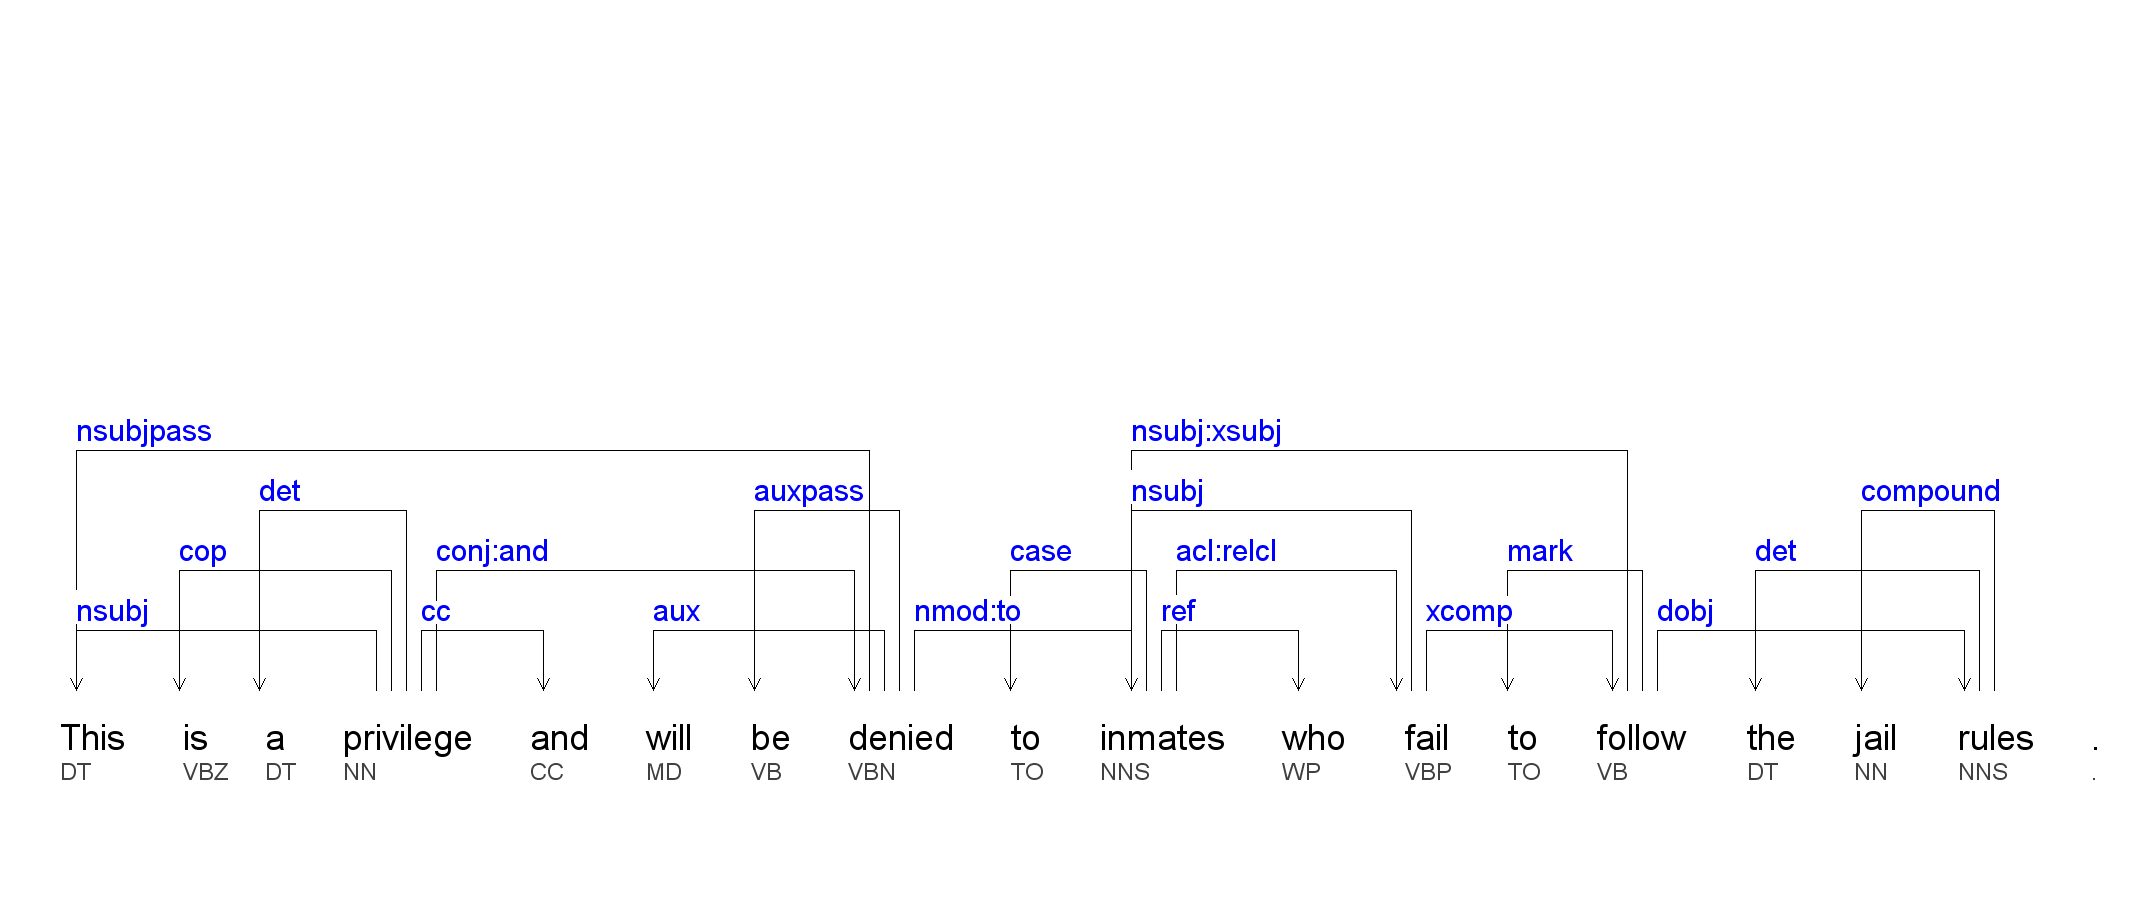 nsubjpass nsubj:xsubj
det auxpass nsubj compound
cop conj:and case acl:relcl mark det
nsubj cc aux nmod:to ref xcomp dobj
This is a privilege and will be denied to inmates who fail to follow the jail rules .
DT VBZ DT NN CC MD VB VBN TO NNS WP VBP TO VB DT NN NNS .